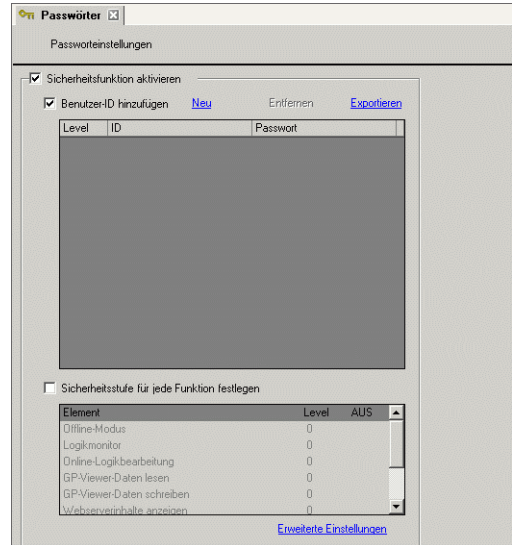 Passwörter
Passworteinstellungen
Sicherheitsfunktion aktivieren
Benutzer-ID hinzufügen Neu Entfernen Exportieren
Level ID Passwort
Sicherheitsstufe für jede Funktion festlegen
Element Level AUS
Offline-Modus 0
Logikmonitor 0
Online-Logikbearbeitung 0
GP-Viewer-Daten lesen 0
GP-Viewer-Daten schreiben 0
Webserverinhalte anzeigen 0
Erweiterte Einstellungen